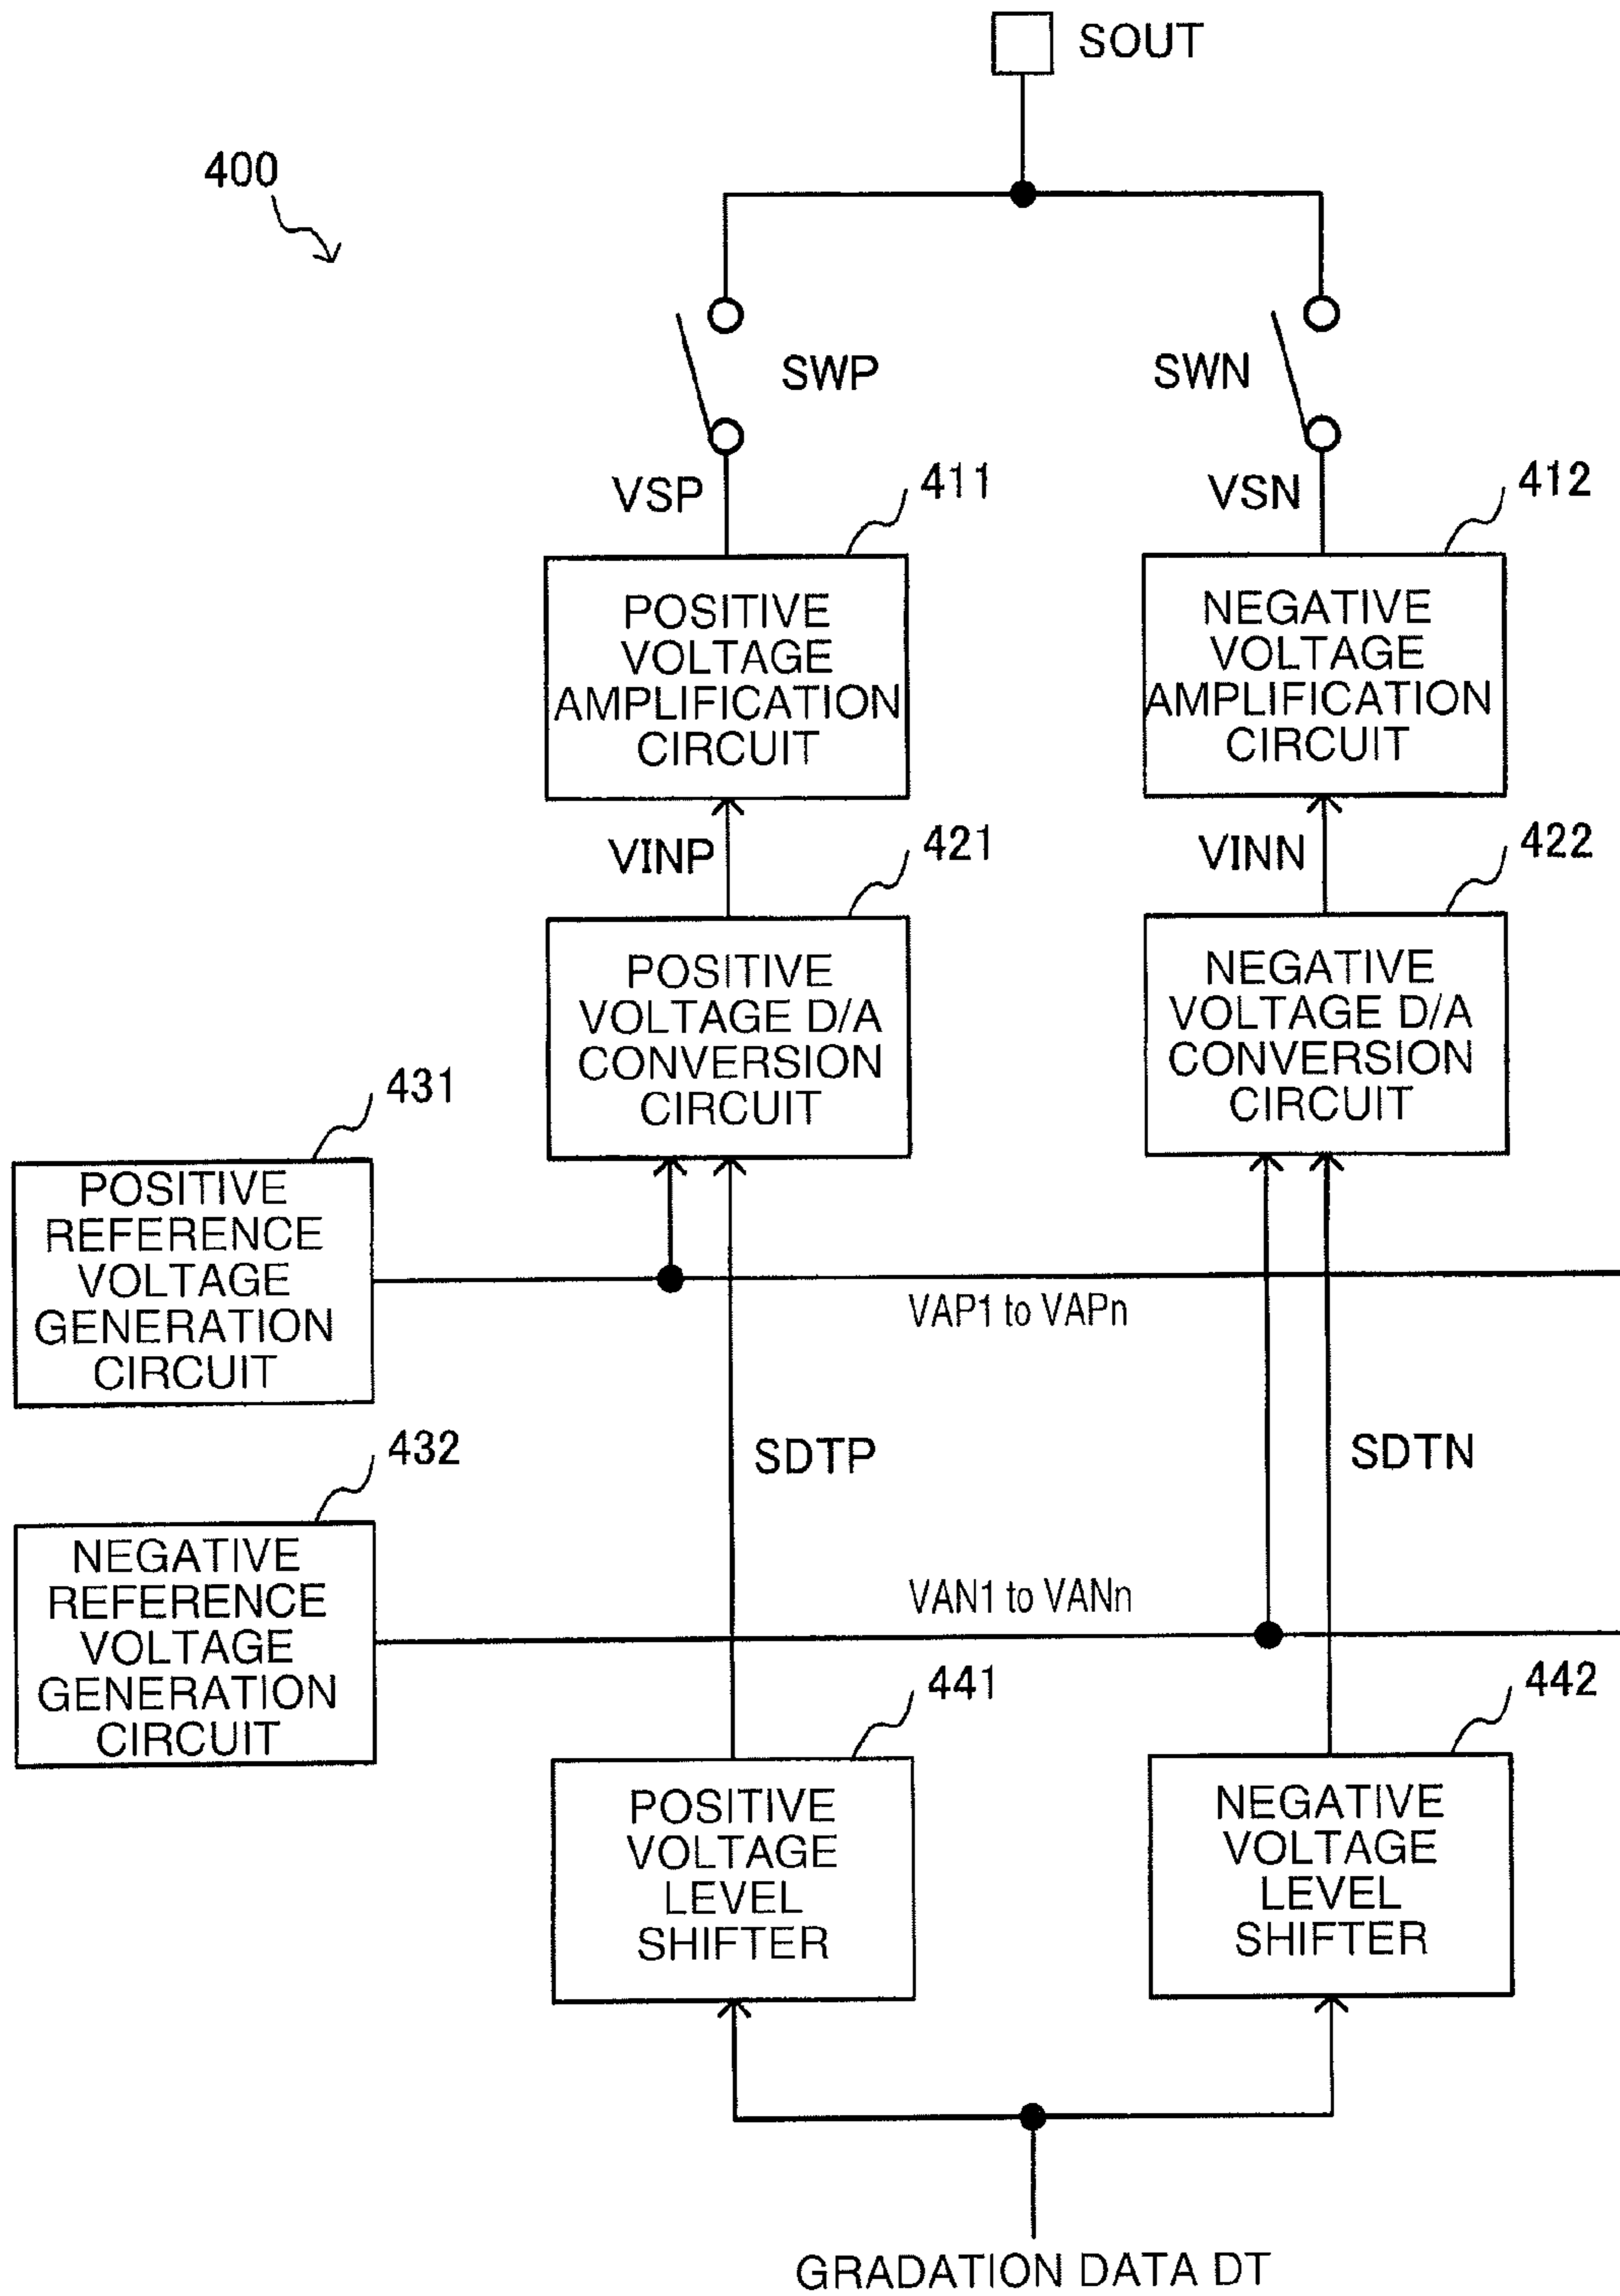 SOUT
400
SWP
SWN
VSP
411
VSN
412
POSITIVE
VOLTAGE
AMPLIFICATION
CIRCUIT
NEGATIVE
VOLTAGE
AMPLIFICATION
CIRCUIT
VINP
421
VINN
422
POSITIVE
VOLTAGE D/A
CONVERSION
CIRCUIT
NEGATIVE
VOLTAGE D/A
CONVERSION
CIRCUIT
431
POSITIVE
REFERENCE
VOLTAGE
GENERATION
CIRCUIT
VAP1 to VAPn
432
SDTP
SDTN
NEGATIVE
REFERENCE
VOLTAGE
GENERATION
CIRCUIT
VAN1 to VANn
441
442
POSITIVE
VOLTAGE
LEVEL
SHIFTER
NEGATIVE
VOLTAGE
LEVEL
SHIFTER
GRADATION DATA DT